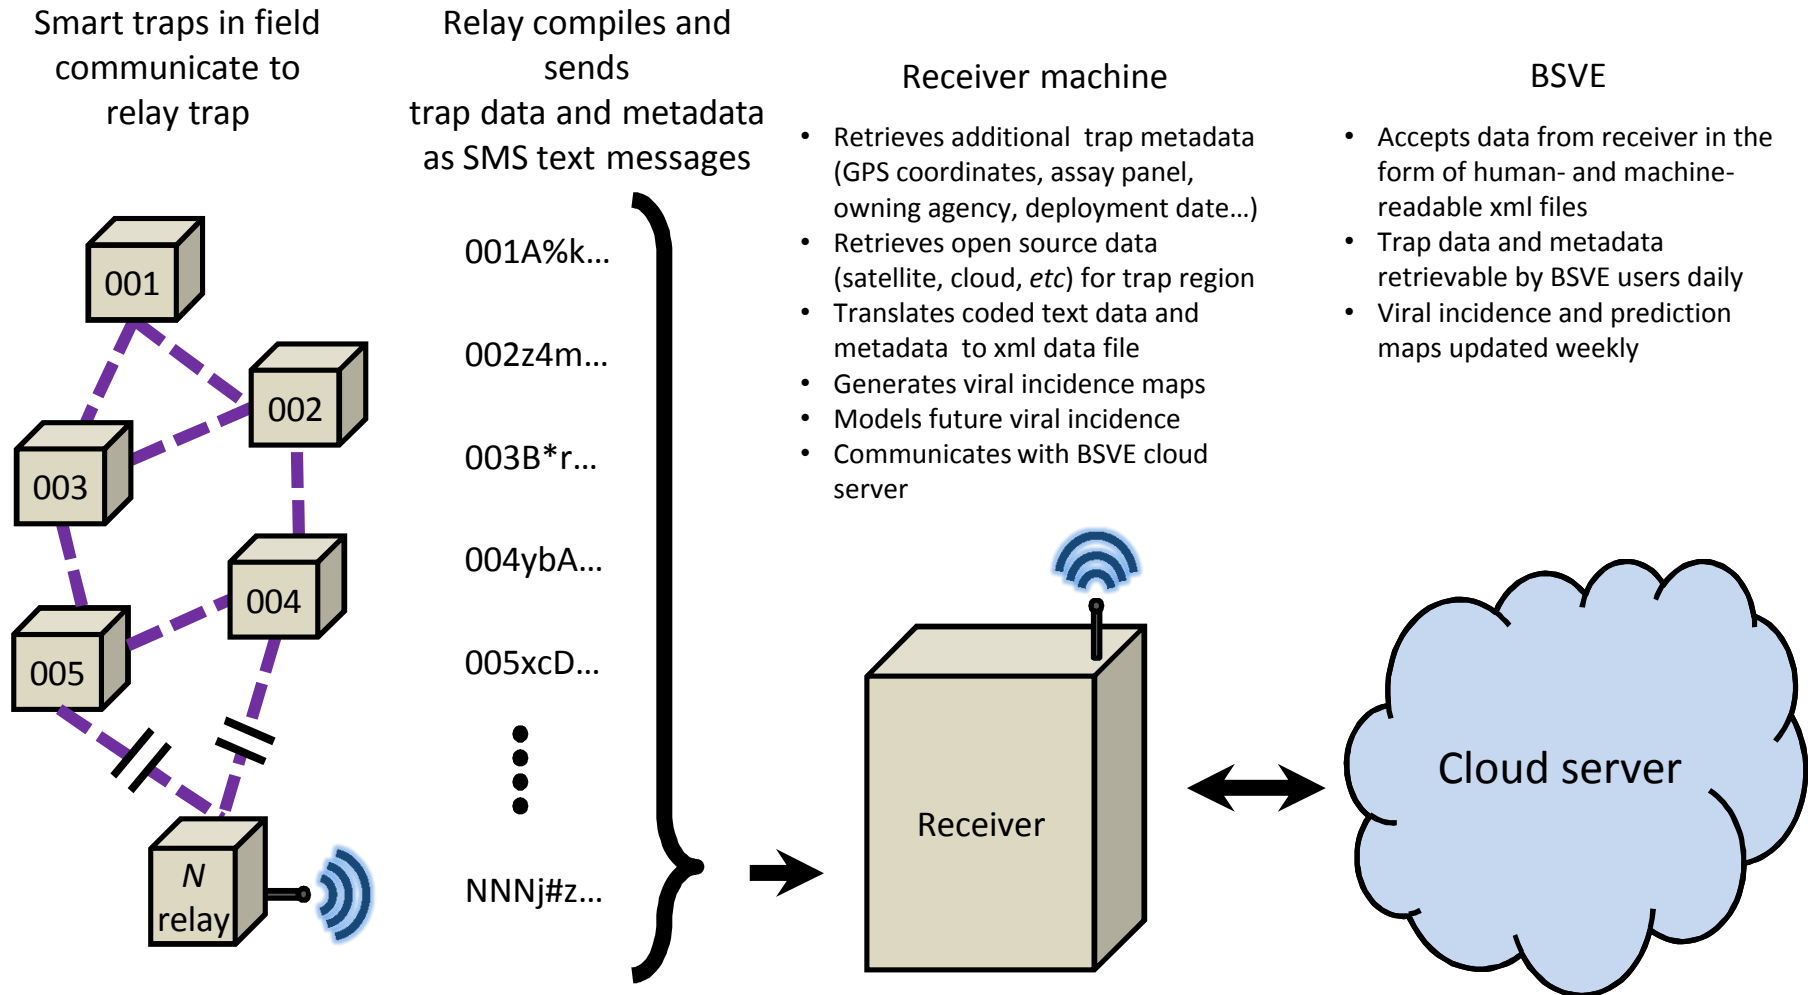 Smart traps in field
communicate to
relay trap
001
002
003
004
005
N
relay
Relay compiles and
sends
trap data and metadata
as SMS text messages
001A%k...
002z4m...
003B*r...
004ybA...
005xcD...
NNNj#z...
Receiver machine
• Retrieves additional trap metadata
(GPS coordinates, assay panel,
owning agency, deployment date...)
• Retrieves open source data
(satellite, cloud, etc) for trap region
• Translates coded text data and
metadata to xml data file
• Generates viral incidence maps
• Models future viral incidence
• Communicates with BSVE cloud
server
Receiver
BSVE
• Accepts data from receiver in the
form of human- and machine-
readable xml files
• Trap data and metadata
retrievable by BSVE users daily
• Viral incidence and prediction
maps updated weekly
Cloud server